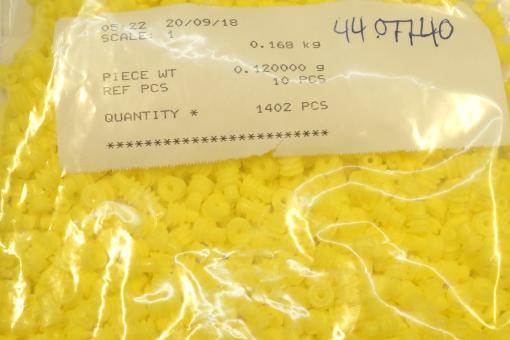 05:22 20/09/18
SCALE: 1
0.168 kg
PIECE WT 0.120000 g
REF PCS 10 PCS
QUANTITY * 1402 PCS
***********************
44.07740